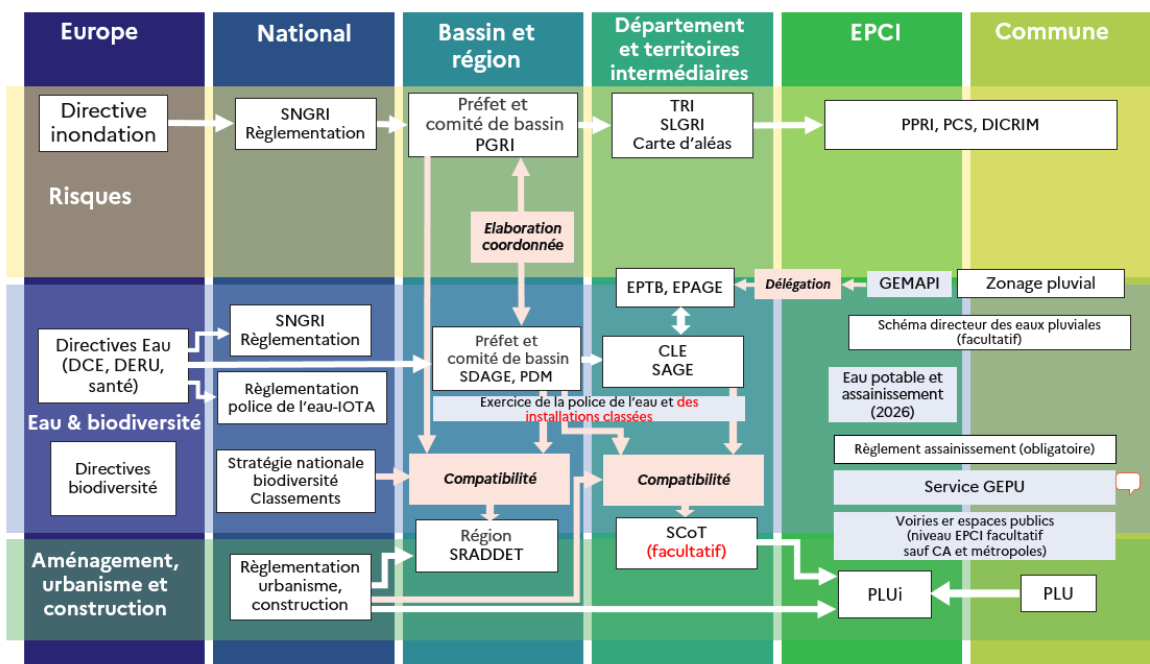 Europe
National
Bassin et
région
Département
et territoires
intermédiaires
EPCI
Commune
Directive
inondation
SNGRI
Règlementation
Préfet et
comité de bassin
PGRI
TRI
SLGRI
Carte d'aléas
PPRI, PCS, DICRIM
Risques
Elaboration
coordonnée
EPTB, EPAGE
Délégation
GEMAPI
Zonage pluvial
SNGRI
Règlementation
Schéma directeur des eaux pluviales
(facultatif)
Directives Eau
(DCE, DERU,
santé)
Préfet et
comité de bassin
SDAGE, PDM
CLE
SAGE
Règlementation
police de l'eau-IOTA
Eau potable et
assainissement
(2026)
Exercice de la police de l'eau et des
installations classées
Eau & biodiversité
Règlement assainissement (obligatoire)
Directives
biodiversité
Stratégie nationale
biodiversité
Classements
Compatibilité
Compatibilité
Service GEPU
Région
SRADDET
SCoT
(facultatif)
Voiries er espaces publics
(niveau EPCI facultatif
sauf CA et métropoles)
Aménagement,
urbanisme et
construction
Règlementation
urbanisme,
construction
PLUi
PLU